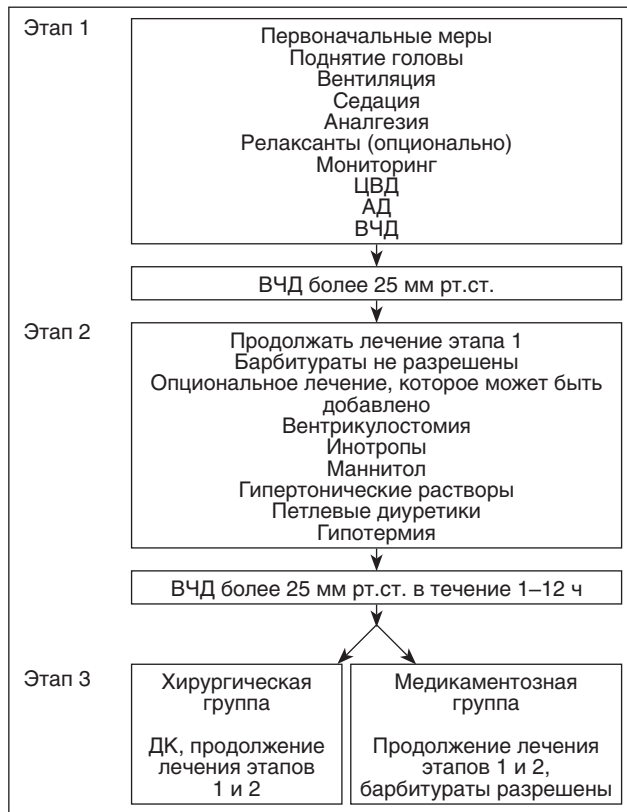 Этап 1
Первоначальные меры
Поднятие головы
Вентиляция
Седация
Аналгезия
Релаксанты (опционально)
Мониторинг
ЦВД
АД
ВЧД
ВЧД более 25 мм рт.ст.
Этап 2
Продолжать лечение этапа 1
Барбитураты не разрешены
Опциональное лечение, которое может быть
добавлено
Вентрикулостомия
Инотропы
Маннитол
Гипертонические растворы
Петлевые диуретики
Гипотермия
ВЧД более 25 мм рт.ст. в течение 1–12 ч
Этап 3
Хирургическая
группа
ДК, продолжение
лечения этапов
1 и 2
Медикаментозная
группа
Продолжение лечения
этапов 1 и 2,
барбитураты разрешены